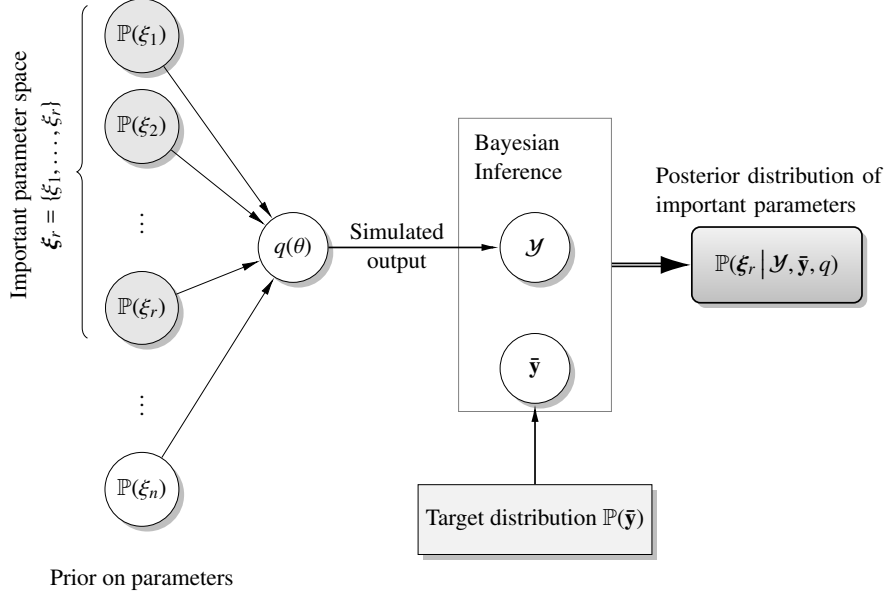 Important parameter space
𝝃ᵣ = {ξ₁, …, ξᵣ}
ℙ(ξ₁)
ℙ(ξ₂)
⋮
ℙ(ξᵣ)
⋮
ℙ(ξₙ)
Prior on parameters
q(θ)
Simulated
output
Bayesian
Inference
𝒴
ȳ
Target distribution ℙ(ȳ)
Posterior distribution of
important parameters
ℙ(𝝃ᵣ | 𝒴, ȳ, q)